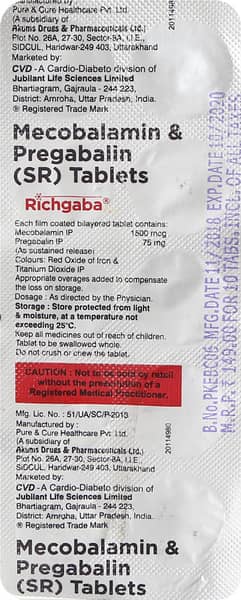 Manufactured by :
Pure & Cure Healthcare Pvt. Ltd.
(A subsidiary of
Akums Drugs & Pharmaceuticals Ltd.)
Plot No. 26A, 27-30, Sector-8A, I.I.E.,
SIDCUL, Haridwar-249 403, Uttarakhand
Marketed by:
CVD - A Cardio-Diabeto division of
Jubilant Life Sciences Limited
Bhartiagram, Gajraula - 244 223,
District: Amroha, Uttar Pradesh, India.
® Registered Trade Mark
Mecobalamin &
Pregabalin
(SR) Tablets
Richgaba®
Each film coated bilayered tablet contains:
Mecobalamin IP 1500 mcg
Pregabalin IP 75 mg
(As sustained release)
Colours: Red Oxide of Iron &
Titanium Dioxide IP
Appropriate overages added to compensate
the loss on storage.
Dosage : As directed by the Physician.
Storage : Store protected from light
& moisture, at a temperature not
exceeding 25°C.
Keep all medicines out of reach of children.
Tablet to be swallowed whole.
Do not crush or chew the tablet.
CAUTION : Not to be sold by retail
without the prescription of a
Registered Medical Practitioner.
Mfg. Lic. No. : 51/UA/SC/P-2013
Manufactured by :
Pure & Cure Healthcare Pvt. Ltd.
(A subsidiary of
Akums Drugs & Pharmaceuticals Ltd.)
Plot No. 26A, 27-30, Sector-8A, I.I.E.,
SIDCUL, Haridwar-249 403, Uttarakhand
Marketed by:
CVD - A Cardio-Diabeto division of
Jubilant Life Sciences Limited
Bhartiagram, Gajraula - 244 223,
District: Amroha, Uttar Pradesh, India.
® Registered Trade Mark
Mecobalamin &
Pregabalin
(SR) Tablets
20114980
B.No. MFG.DATE 2018 EXP.DATE 2020
M.R.P.₹ FOR 10 TABS. INCL. OF ALL TAXES